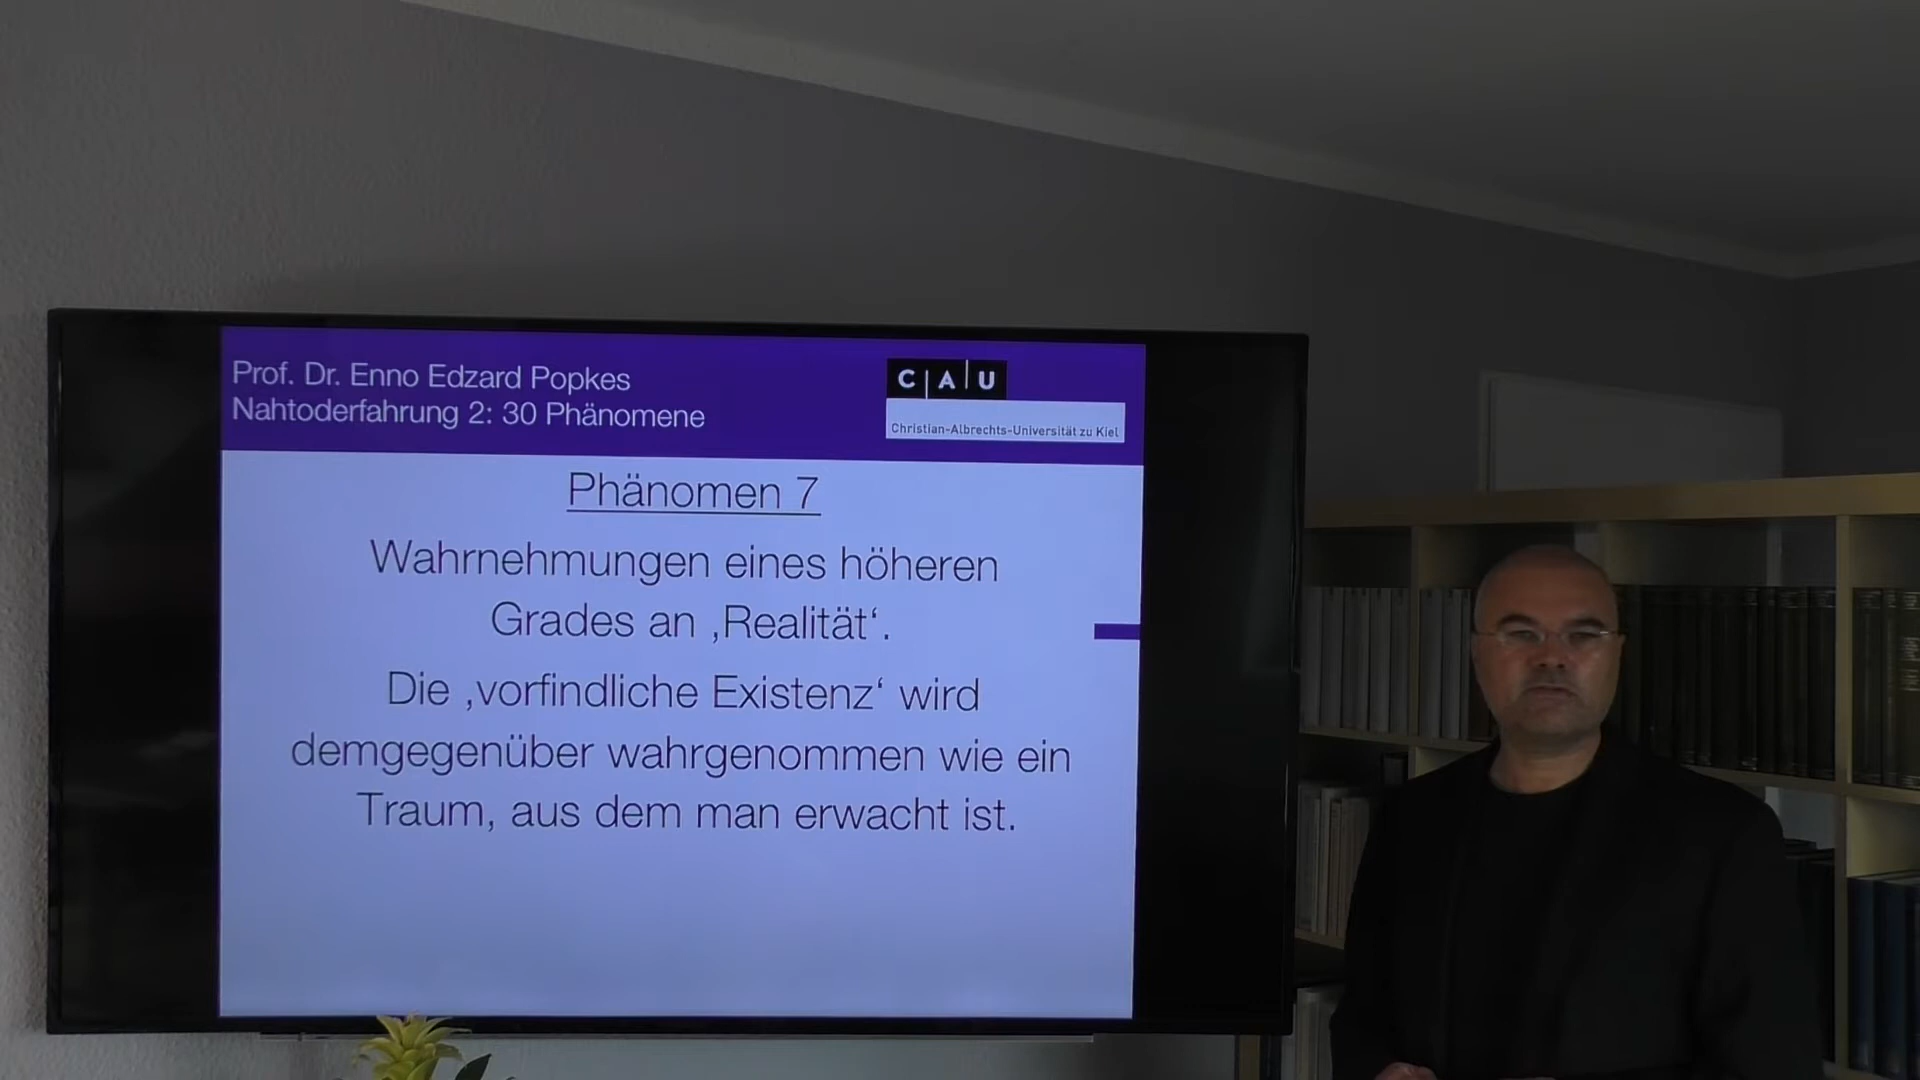 Prof. Dr. Enno Edzard Popkes
Nahtoderfahrung 2: 30 Phänomene
C|A|U
Christian-Albrechts-Universität zu Kiel
Phänomen 7
Wahrnehmungen eines höheren
Grades an ‚Realität‘.
Die ‚vorfindliche Existenz‘ wird
demgegenüber wahrgenommen wie ein
Traum, aus dem man erwacht ist.